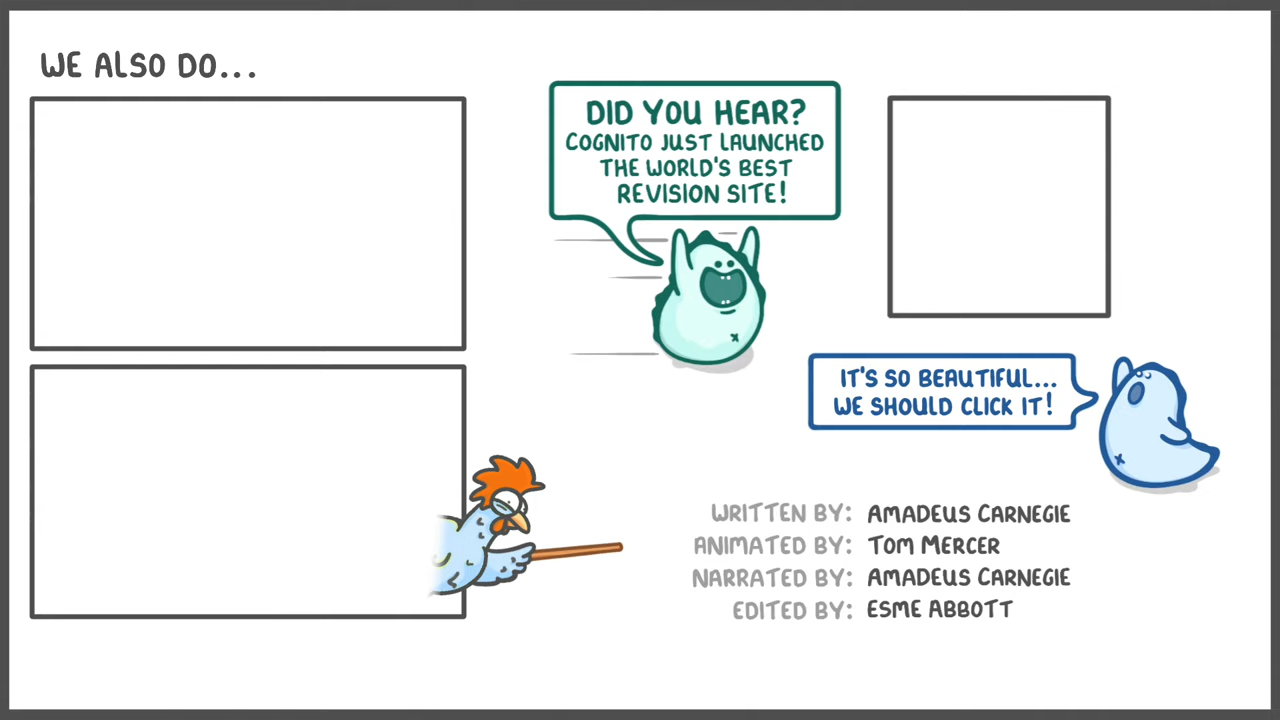 WE ALSO DO...
DID YOU HEAR?
COGNITO JUST LAUNCHED
THE WORLD'S BEST
REVISION SITE!
IT'S SO BEAUTIFUL...
WE SHOULD CLICK IT!
WRITTEN BY: AMADEUS CARNEGIE
ANIMATED BY: TOM MERCER
NARRATED BY: AMADEUS CARNEGIE
EDITED BY: ESME ABBOTT